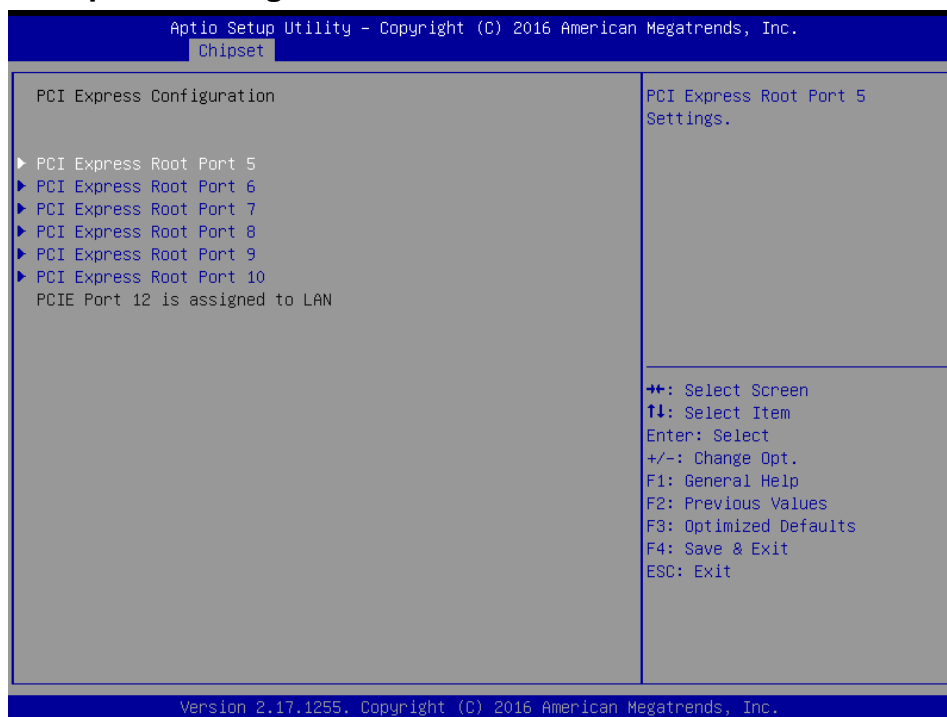 Aptio Setup Utility – Copyright (C) 2016 American Megatrends, Inc.
Chipset
PCI Express Configuration
PCI Express Root Port 5
PCI Express Root Port 6
PCI Express Root Port 7
PCI Express Root Port 8
PCI Express Root Port 9
PCI Express Root Port 10
PCIE Port 12 is assigned to LAN
PCI Express Root Port 5
Settings.
→←: Select Screen
↑↓: Select Item
Enter: Select
+/-: Change Opt.
F1: General Help
F2: Previous Values
F3: Optimized Defaults
F4: Save & Exit
ESC: Exit
Version 2.17.1255. Copyright (C) 2016 American Megatrends, Inc.